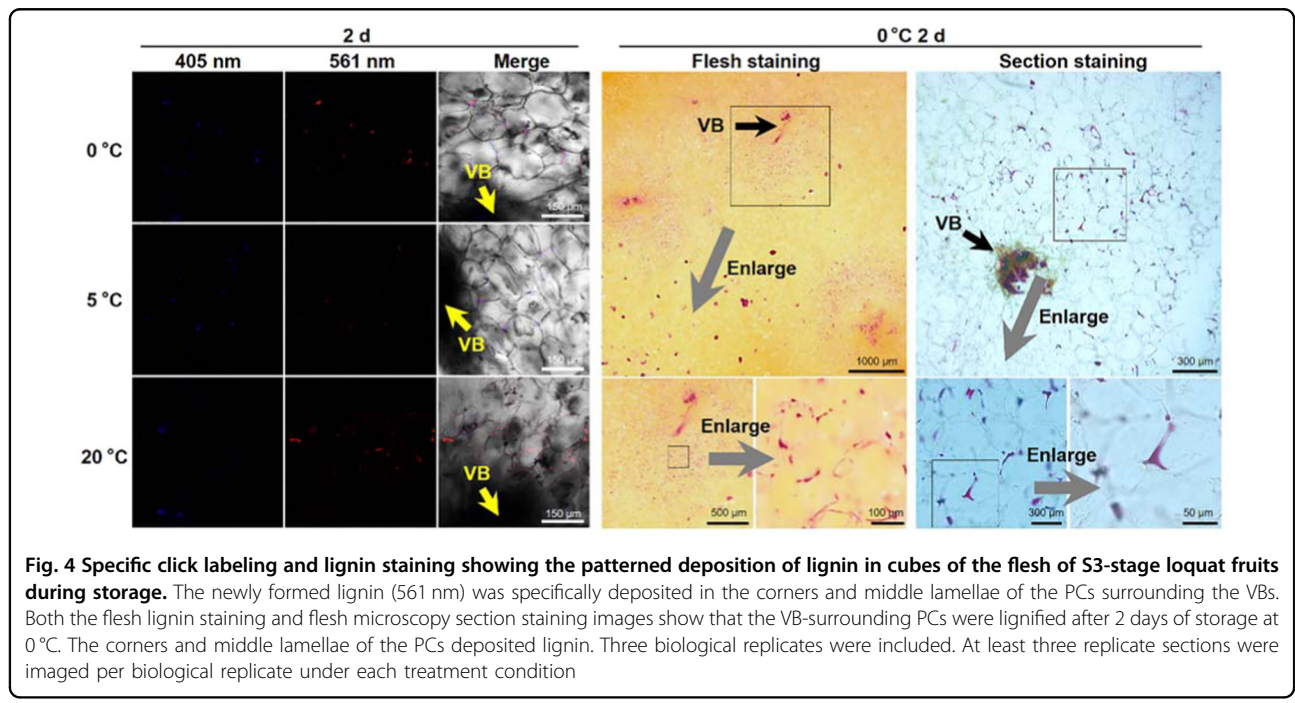 2 d
0 °C 2 d
405 nm
561 nm
Merge
Flesh staining
Section staining
0 °C
VB
150 µm
5 °C
VB
150 µm
20 °C
VB
150 µm
VB
Enlarge
1000 µm
Enlarge
500 µm
100 µm
VB
Enlarge
300 µm
Enlarge
300 µm
50 µm
Fig. 4 Specific click labeling and lignin staining showing the patterned deposition of lignin in cubes of the flesh of S3-stage loquat fruits
during storage. The newly formed lignin (561 nm) was specifically deposited in the corners and middle lamellae of the PCs surrounding the VBs.
Both the flesh lignin staining and flesh microscopy section staining images show that the VB-surrounding PCs were lignified after 2 days of storage at
0 °C. The corners and middle lamellae of the PCs deposited lignin. Three biological replicates were included. At least three replicate sections were
imaged per biological replicate under each treatment condition